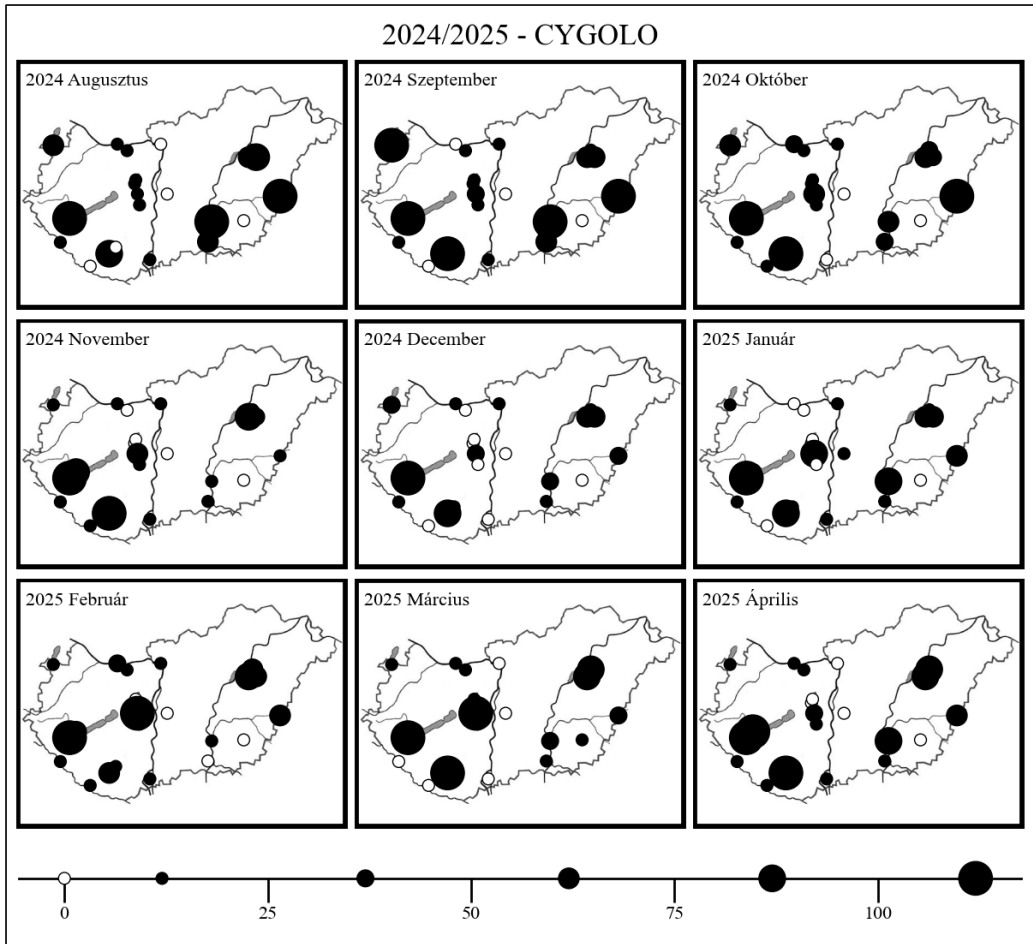 2024/2025 - CYGOLO
2024 Augusztus
2024 Szeptember
2024 Október
2024 November
2024 December
2025 Január
2025 Február
2025 Március
2025 Április
0
25
50
75
100